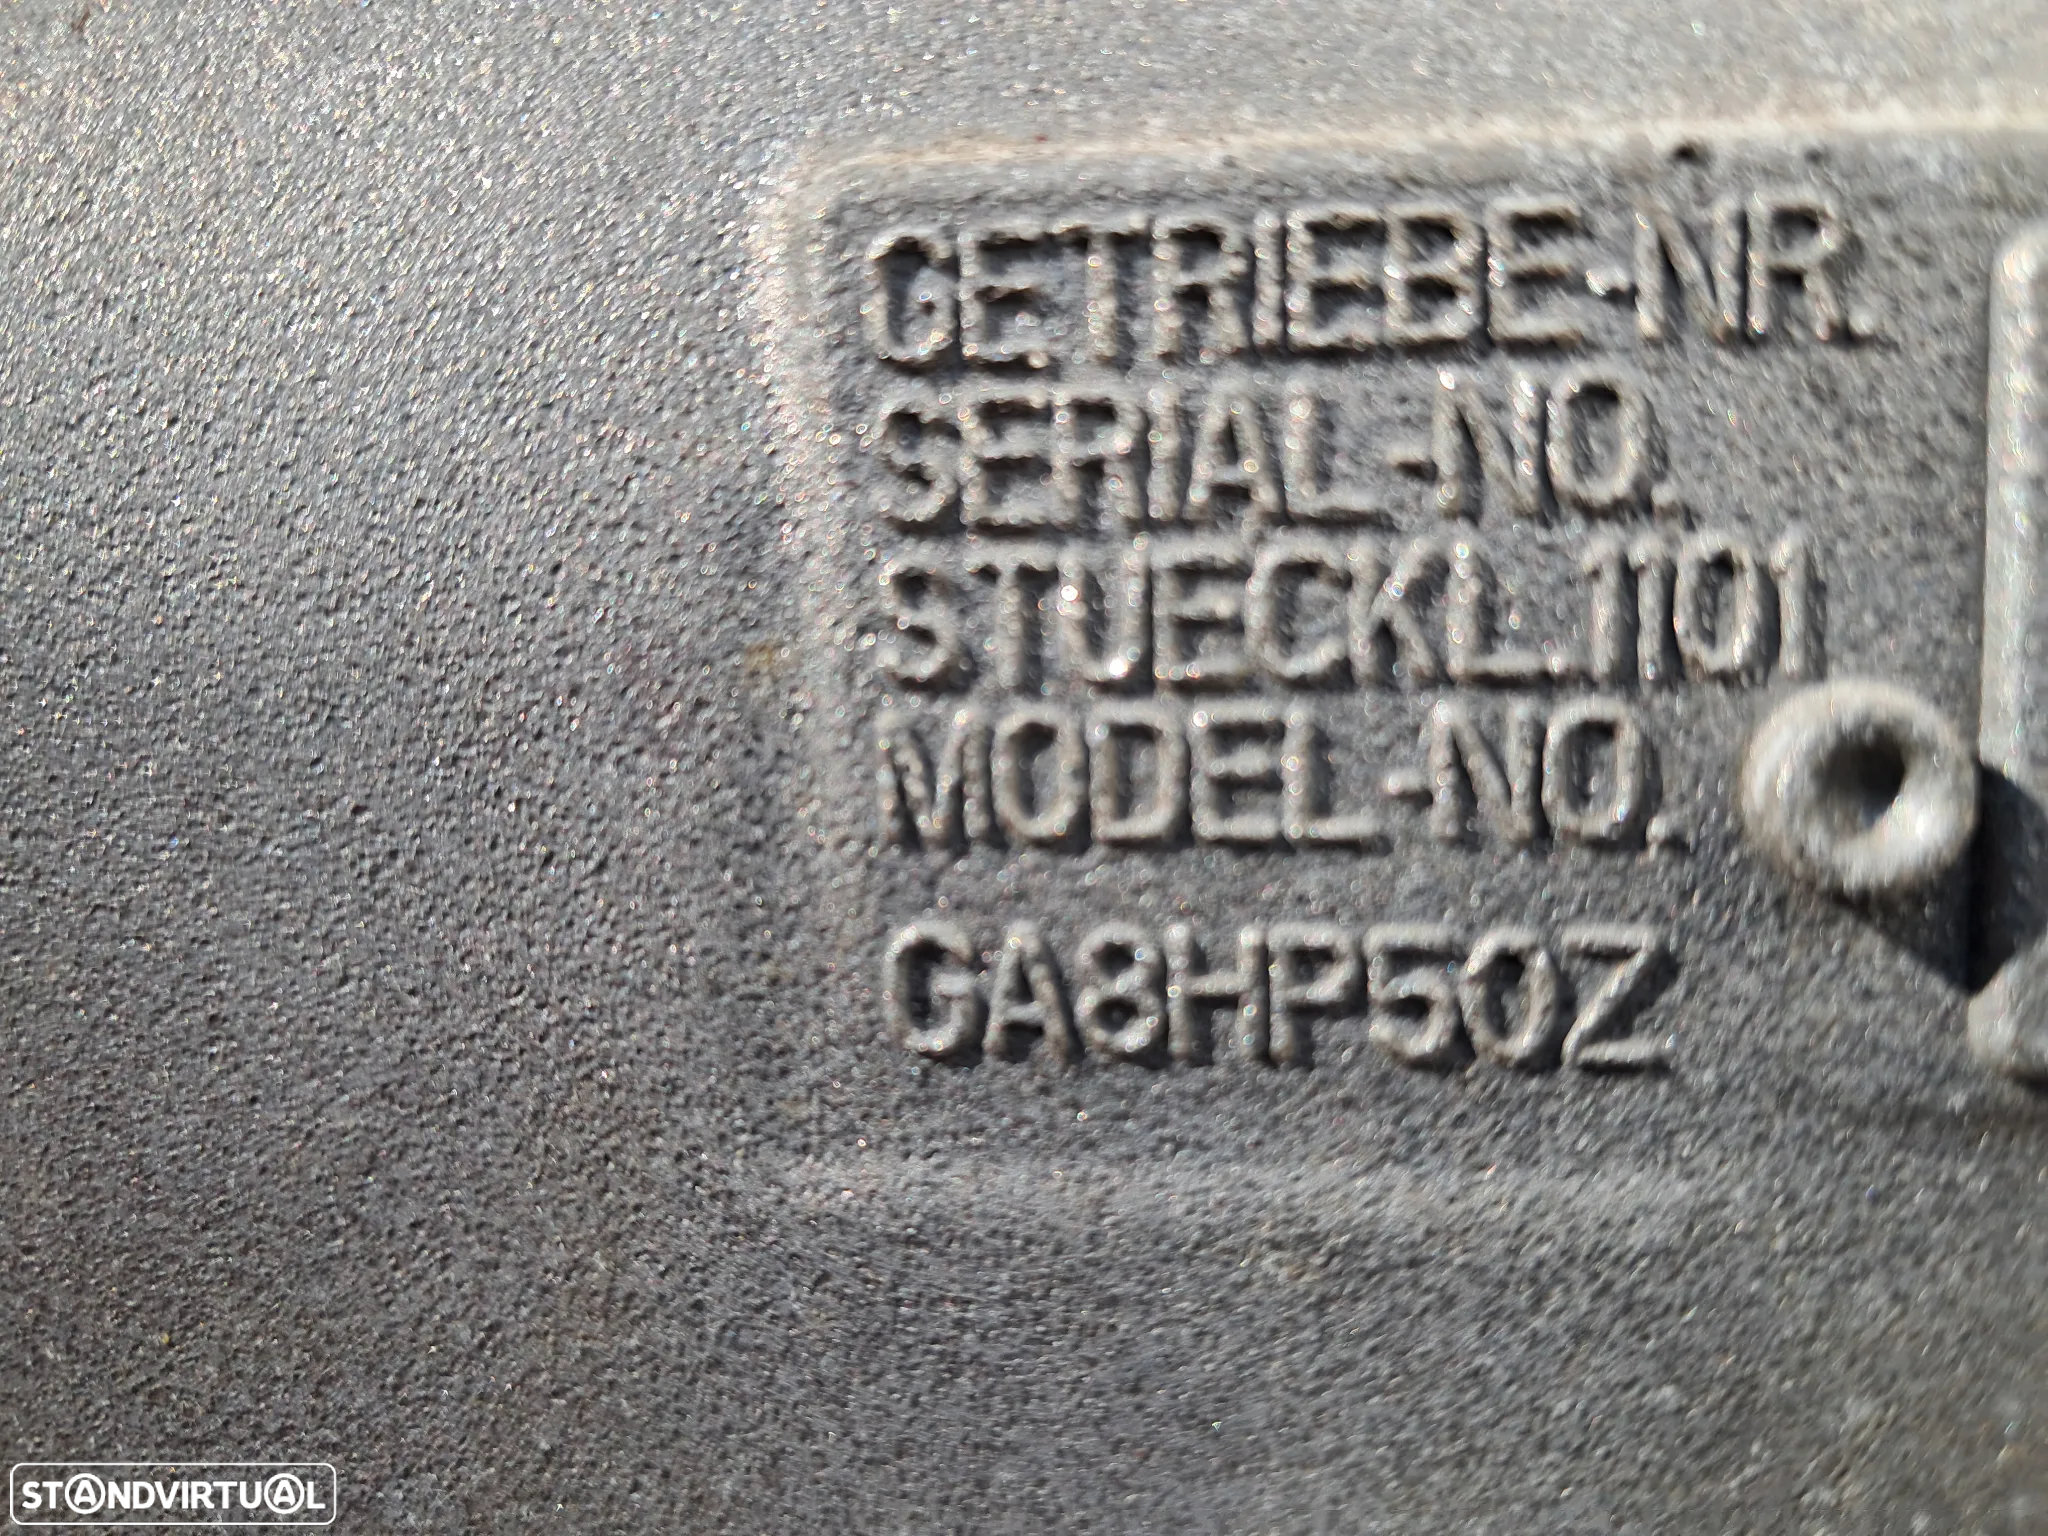 GETRIEBE-NR.
SERIAL-NO.
STUECKL.1101
MODEL-NO.
GA8HP50Z
STANDVIRTUAL